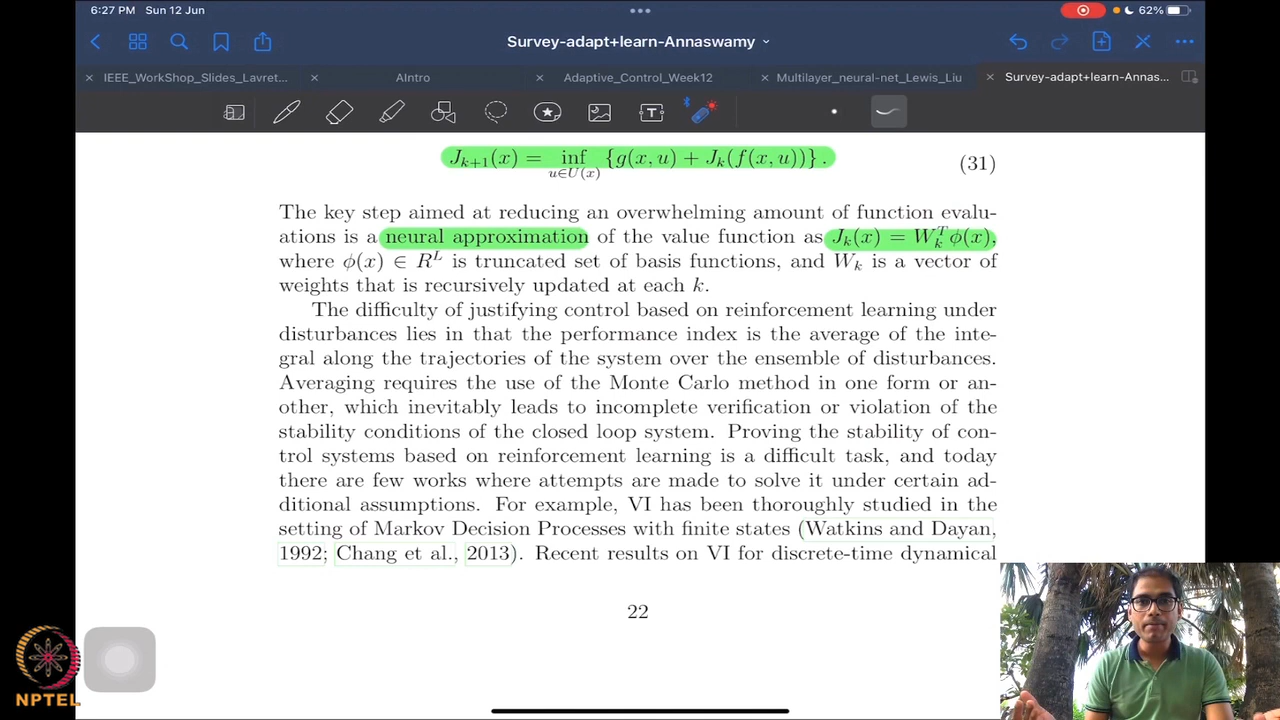 6:27 PM Sun 12 Jun
62%
Survey-adapt+learn-Annaswamy
IEEE_WorkShop_Slides_Lavret...
AIntro
Adaptive_Control_Week12
Multilayer_neural-net_Lewis_Liu
Survey-adapt+learn-Annas...
J_{k+1}(x) = inf_{u∈U(x)} {g(x, u) + J_k(f(x, u))} . (31)
The key step aimed at reducing an overwhelming amount of function evalu-
ations is a neural approximation of the value function as J_k(x) = W_k^T ϕ(x),
where ϕ(x) ∈ R^L is truncated set of basis functions, and W_k is a vector of
weights that is recursively updated at each k.
The difficulty of justifying control based on reinforcement learning under
disturbances lies in that the performance index is the average of the inte-
gral along the trajectories of the system over the ensemble of disturbances.
Averaging requires the use of the Monte Carlo method in one form or an-
other, which inevitably leads to incomplete verification or violation of the
stability conditions of the closed loop system. Proving the stability of con-
trol systems based on reinforcement learning is a difficult task, and today
there are few works where attempts are made to solve it under certain ad-
ditional assumptions. For example, VI has been thoroughly studied in the
setting of Markov Decision Processes with finite states (Watkins and Dayan,
1992; Chang et al., 2013). Recent results on VI for discrete-time dynamical
22
NPTEL